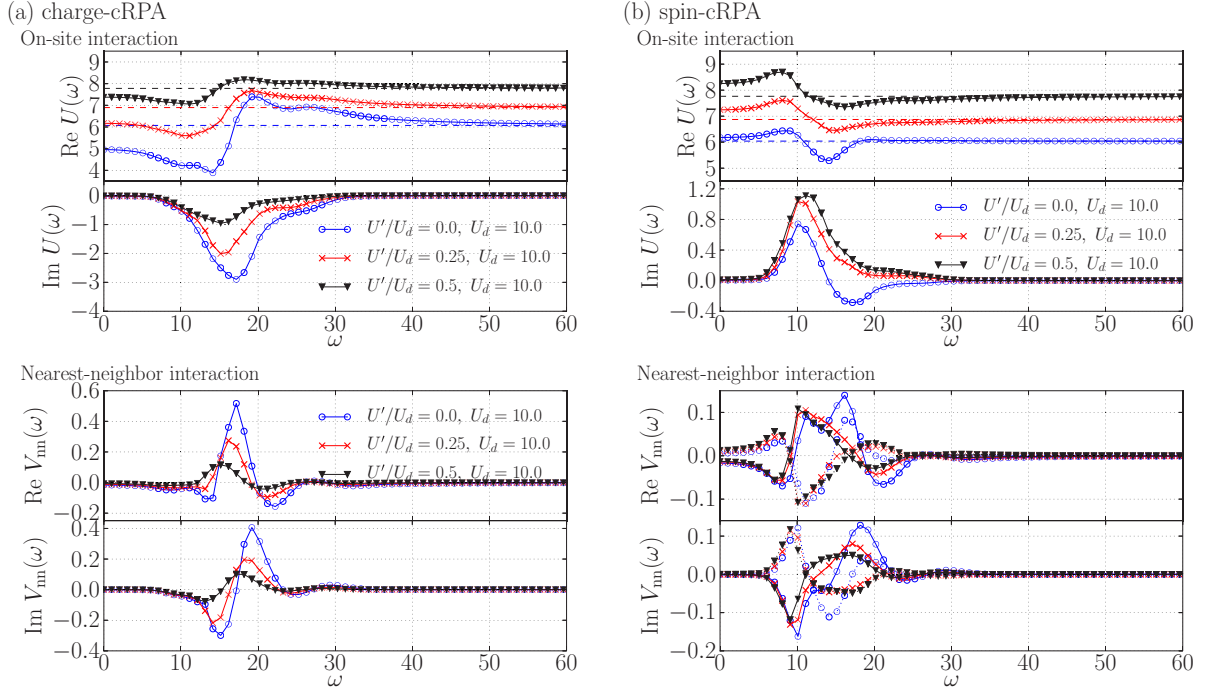 (a) charge-cRPA
On-site interaction
Re U(ω)
9
8
7
6
5
4
Im U(ω)
0
−1
−2
−3
−4
U′/U_d = 0.0, U_d = 10.0
U′/U_d = 0.25, U_d = 10.0
U′/U_d = 0.5, U_d = 10.0
0 10 20 30 40 50 60
ω
Nearest-neighbor interaction
Re V_nn(ω)
0.6
0.4
0.2
0.0
−0.2
U′/U_d = 0.0, U_d = 10.0
U′/U_d = 0.25, U_d = 10.0
U′/U_d = 0.5, U_d = 10.0
Im V_nn(ω)
0.4
0.2
0.0
−0.2
−0.4
0 10 20 30 40 50 60
ω
(b) spin-cRPA
On-site interaction
Re U(ω)
9
8
7
6
5
Im U(ω)
1.2
0.8
0.4
0.0
−0.4
U′/U_d = 0.0, U_d = 10.0
U′/U_d = 0.25, U_d = 10.0
U′/U_d = 0.5, U_d = 10.0
0 10 20 30 40 50 60
ω
Nearest-neighbor interaction
Re V_nn(ω)
0.1
0.0
−0.1
Im V_nn(ω)
0.1
0.0
−0.1
−0.2
0 10 20 30 40 50 60
ω